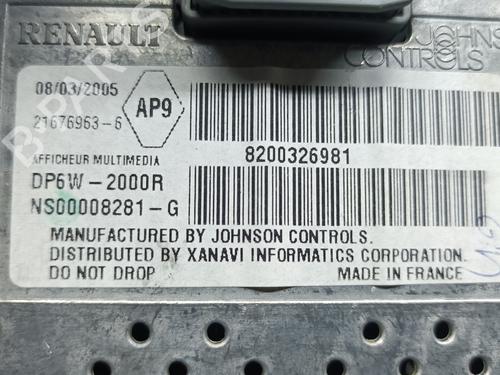 RENAULT
JOHNSON
CONTROLS
08/03/2005
21676963-6
AP9
AFFICHEUR MULTIMEDIA
8200326981
DP6W-2000R
NS00008281-G
MANUFACTURED BY JOHNSON CONTROLS.
DISTRIBUTED BY XANAVI INFORMATICS CORPORATION.
DO NOT DROP
MADE IN FRANCE